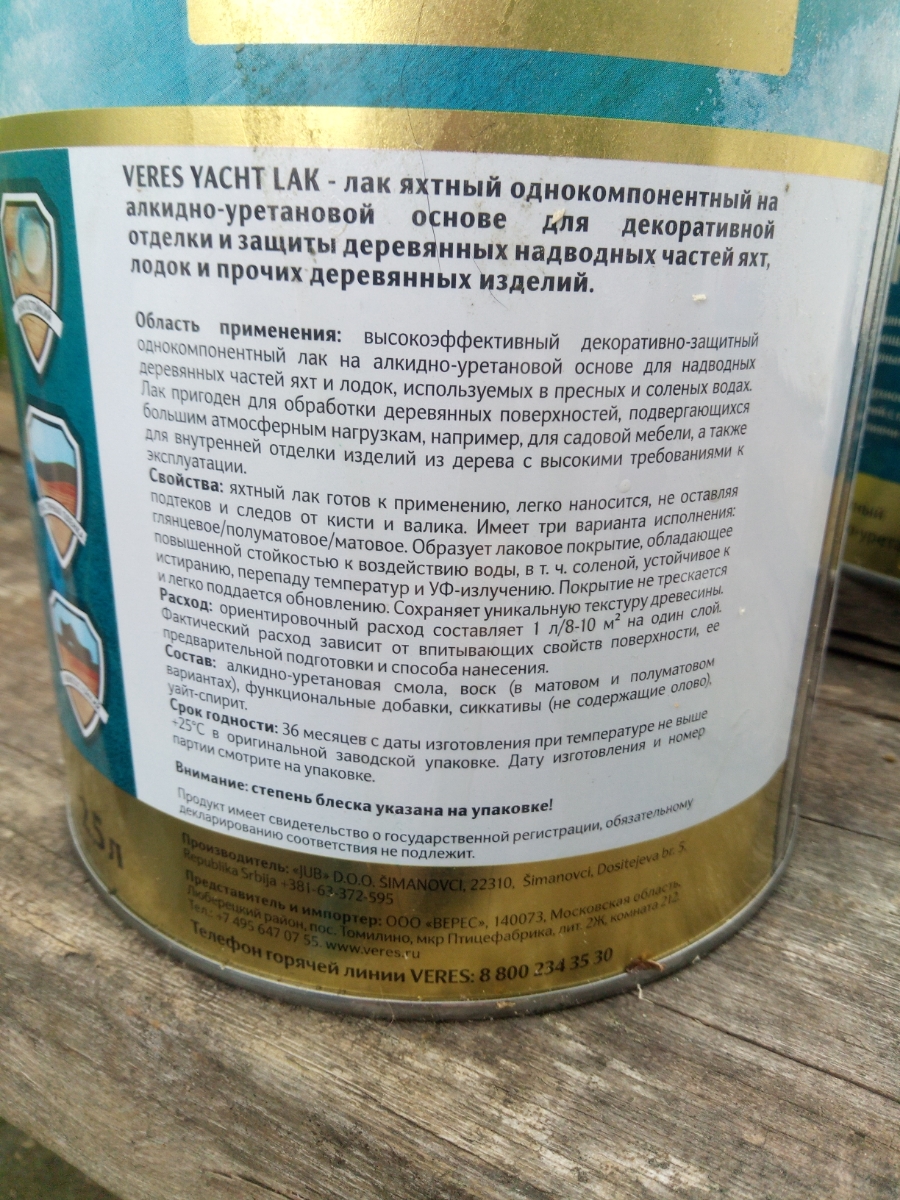 VERES YACHT LAK - лак яхтный однокомпонентный на
алкидно-уретановой основе для декоративной
отделки и защиты деревянных надводных частей яхт,
лодок и прочих деревянных изделий.
Область применения: высокоэффективный декоративно-защитный
однокомпонентный лак на алкидно-уретановой основе для надводных
деревянных частей яхт и лодок, используемых в пресных и соленых водах.
Лак пригоден для обработки деревянных поверхностей, подвергающихся
большим атмосферным нагрузкам, например, для садовой мебели, а также
для внутренней отделки изделий из дерева с высокими требованиями к
эксплуатации.
Свойства: яхтный лак готов к применению, легко наносится, не оставляя
подтеков и следов от кисти и валика. Имеет три варианта исполнения:
глянцевое/полуматовое/матовое. Образует лаковое покрытие, обладающее
повышенной стойкостью к воздействию воды, в т. ч. соленой, устойчивое к
истиранию, перепаду температур и УФ-излучению. Покрытие не трескается
и легко поддается обновлению. Сохраняет уникальную текстуру древесины.
Расход: ориентировочный расход составляет 1 л/8-10 м² на один слой.
Фактический расход зависит от впитывающих свойств поверхности, ее
предварительной подготовки и способа нанесения.
Состав: алкидно-уретановая смола, воск (в матовом и полуматовом
вариантах), функциональные добавки, сиккативы (не содержащие олово),
уайт-спирит.
Срок годности: 36 месяцев с даты изготовления при температуре не выше
+25°С в оригинальной заводской упаковке. Дату изготовления и номер
партии смотрите на упаковке.
Внимание: степень блеска указана на упаковке!
Продукт имеет свидетельство о государственной регистрации, обязательному
декларированию соответствия не подлежит.
Производитель: «JUB» D.O.O. ŠIMANOVCI, 22310, Šimanovci, Dositejeva br. 5,
Republika Srbija +381-63-372-595
Представитель и импортер: ООО «ВЕРЕС», 140073, Московская область,
Люберецкий район, пос. Томилино, мкр Птицефабрика, лит. 2Ж, комната 212.
Тел.: +7 495 647 07 55. www.veres.ru
Телефон горячей линии VERES: 8 800 234 35 30